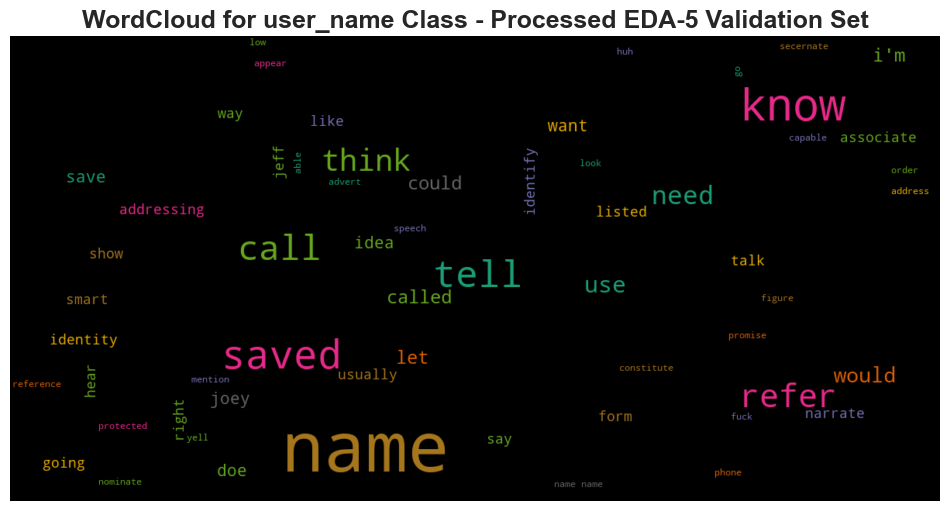 WordCloud for user_name Class - Processed EDA-5 Validation Set
low
huh
secernate
i'm
appear
go
know
way
like
want
capable
associate
jeff
able
think
identify
look
order
save
advert
could
need
address
addressing
listed
speech
show
call
idea
talk
tell
use
smart
called
figure
identity
promise
saved
let
usually
constitute
would
reference
hear
mention
joey
refer
right
form
fuck
narrate
protected
yell
name
say
going
doe
phone
nominate
name name